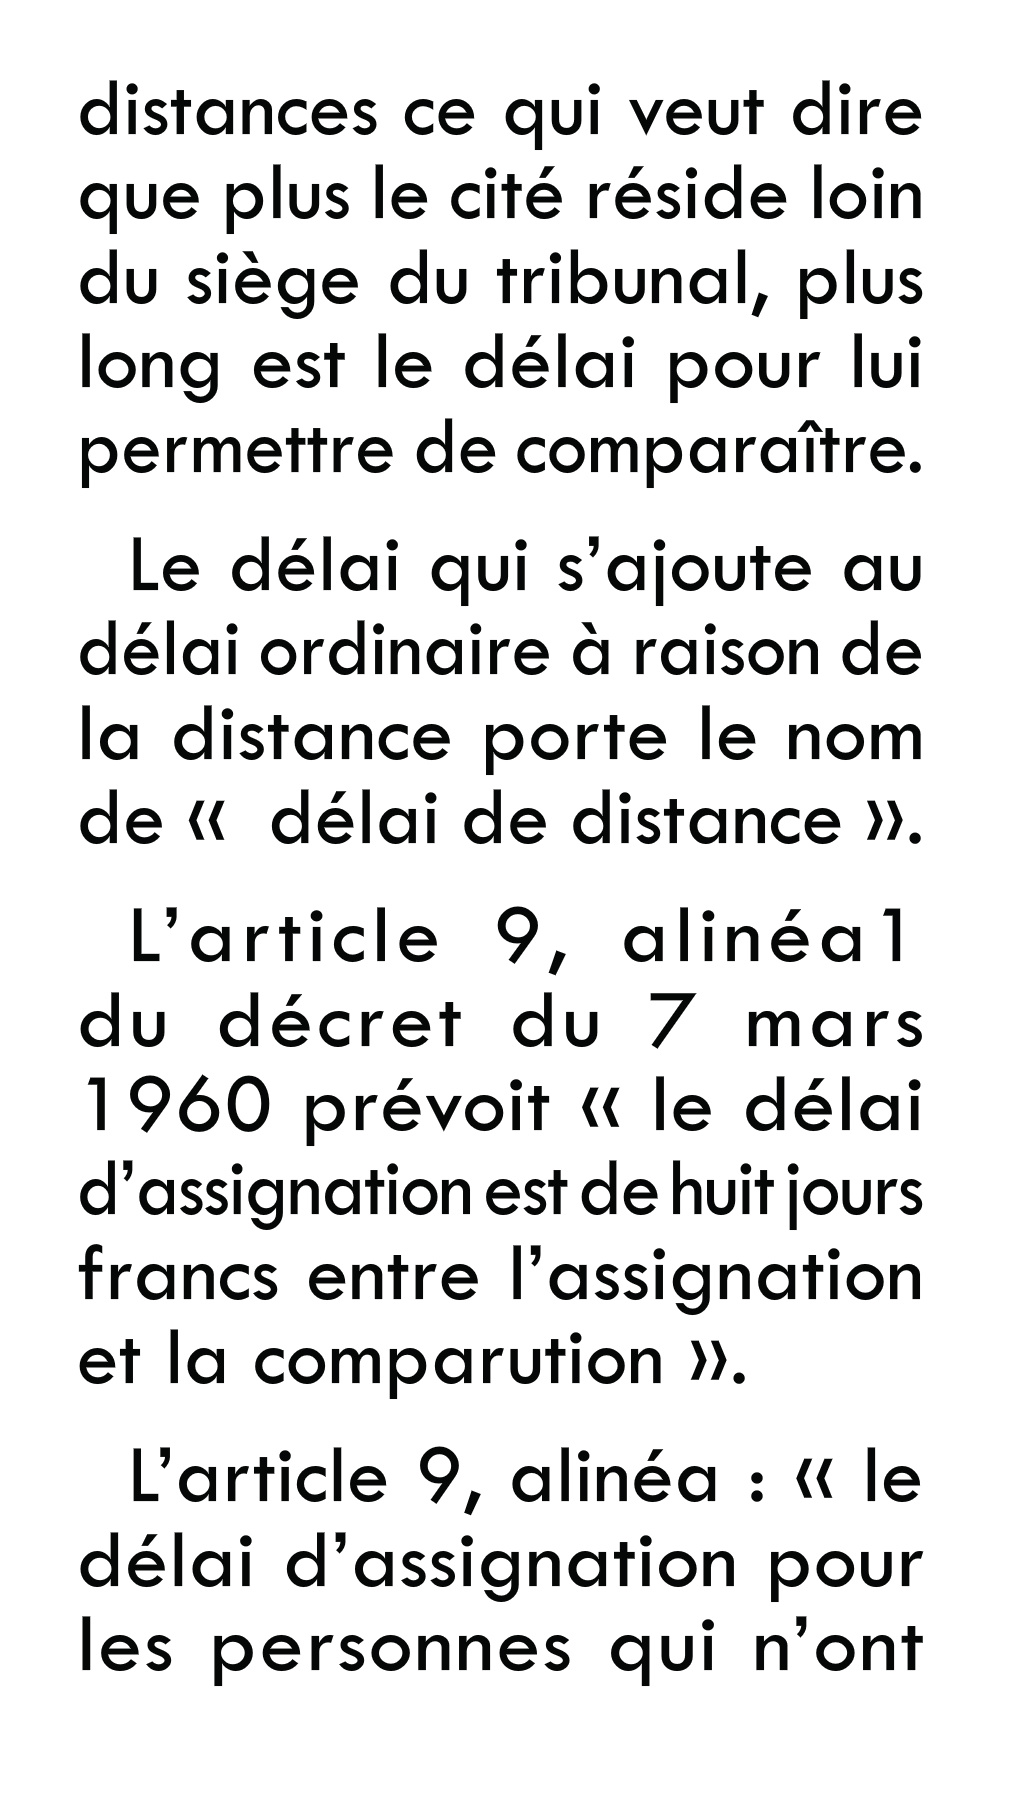 distances ce qui veut dire
que plus le cité réside loin
du siège du tribunal, plus
long est le délai pour lui
permettre de comparaître.
Le délai qui s’ajoute au
délai ordinaire à raison de
la distance porte le nom
de «  délai de distance ».
L’article 9, alinéa1
du décret du 7 mars
1960 prévoit « le délai
d’assignation est de huit jours
francs entre l’assignation
et la comparution ».
L’article 9, alinéa : « le
délai d’assignation pour
les personnes qui n’ont